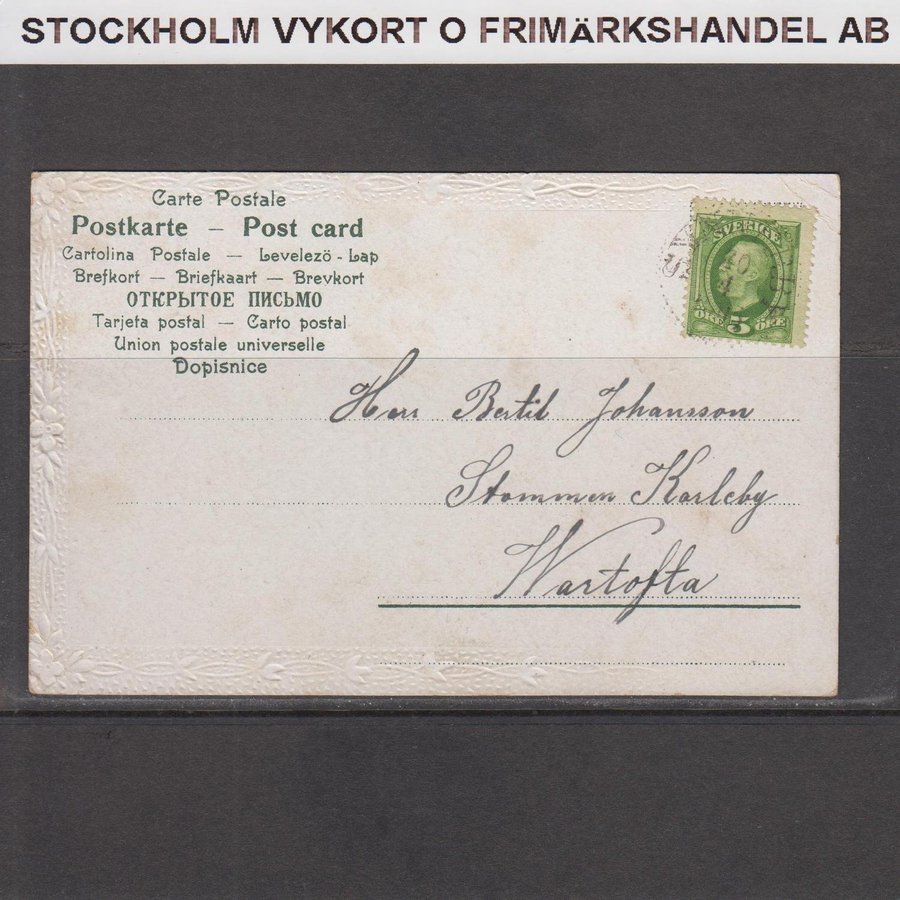 STOCKHOLM VYKORT O FRIMÄRKSHANDEL AB
Carte Postale
Postkarte — Post card
Cartolina Postale — Levelező - Lap
Brefkort — Briefkaart — Brevkort
ОТКРЫТОЕ ПИСЬМО
Tarjeta postal — Carto postal
Union postale universelle
Dopisnice
SVERIGE
ÖRE 5 ÖRE
Herr Bertil Johansson
Stommen Karleby
Wartofta